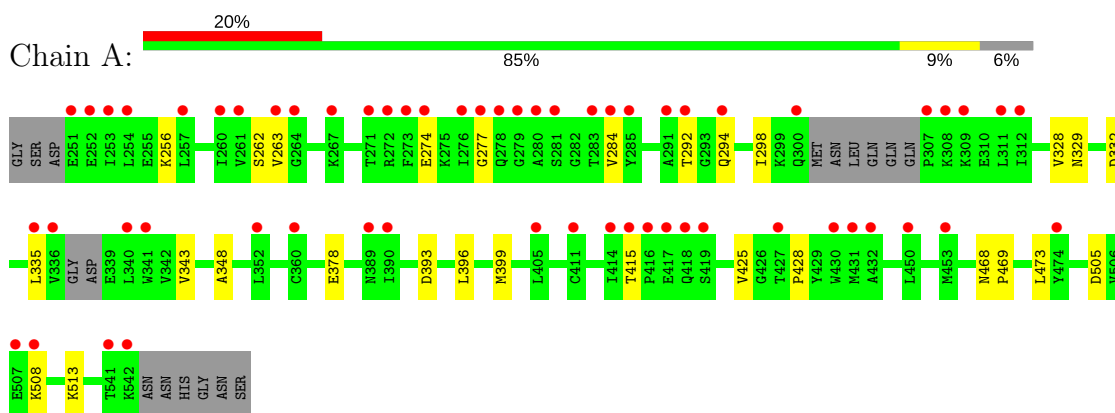 20%
Chain A:
85% 9% 6%
GLY SER ASP E251 E252 I253 L254 E255 K256 L257 I260 V261 S262 V263 G264 K267 T271 R272 F273 E274 K275 I276 G277 Q278 G279 A280 S281 G282 T283 V284 Y285 A291 T292 G293 Q294 I298 K299 Q300 MET ASN LEU GLN GLN GLN P307 K308 K309 E310 L311 I312 V328 N329 D332
L335 V336 GLY ASP E339 L340 W341 V342 V343 A348 L352 C360 E378 N389 I390 D393 L396 M399 L405 C411 I414 T415 P416 E417 Q418 S419 V425 G426 T427 P428 Y429 W430 M431 A432 L450 M453 N468 P469 L473 Y474 D505 V506
E507 K508 K513 T541 K542 ASN ASN HIS GLY ASN SER